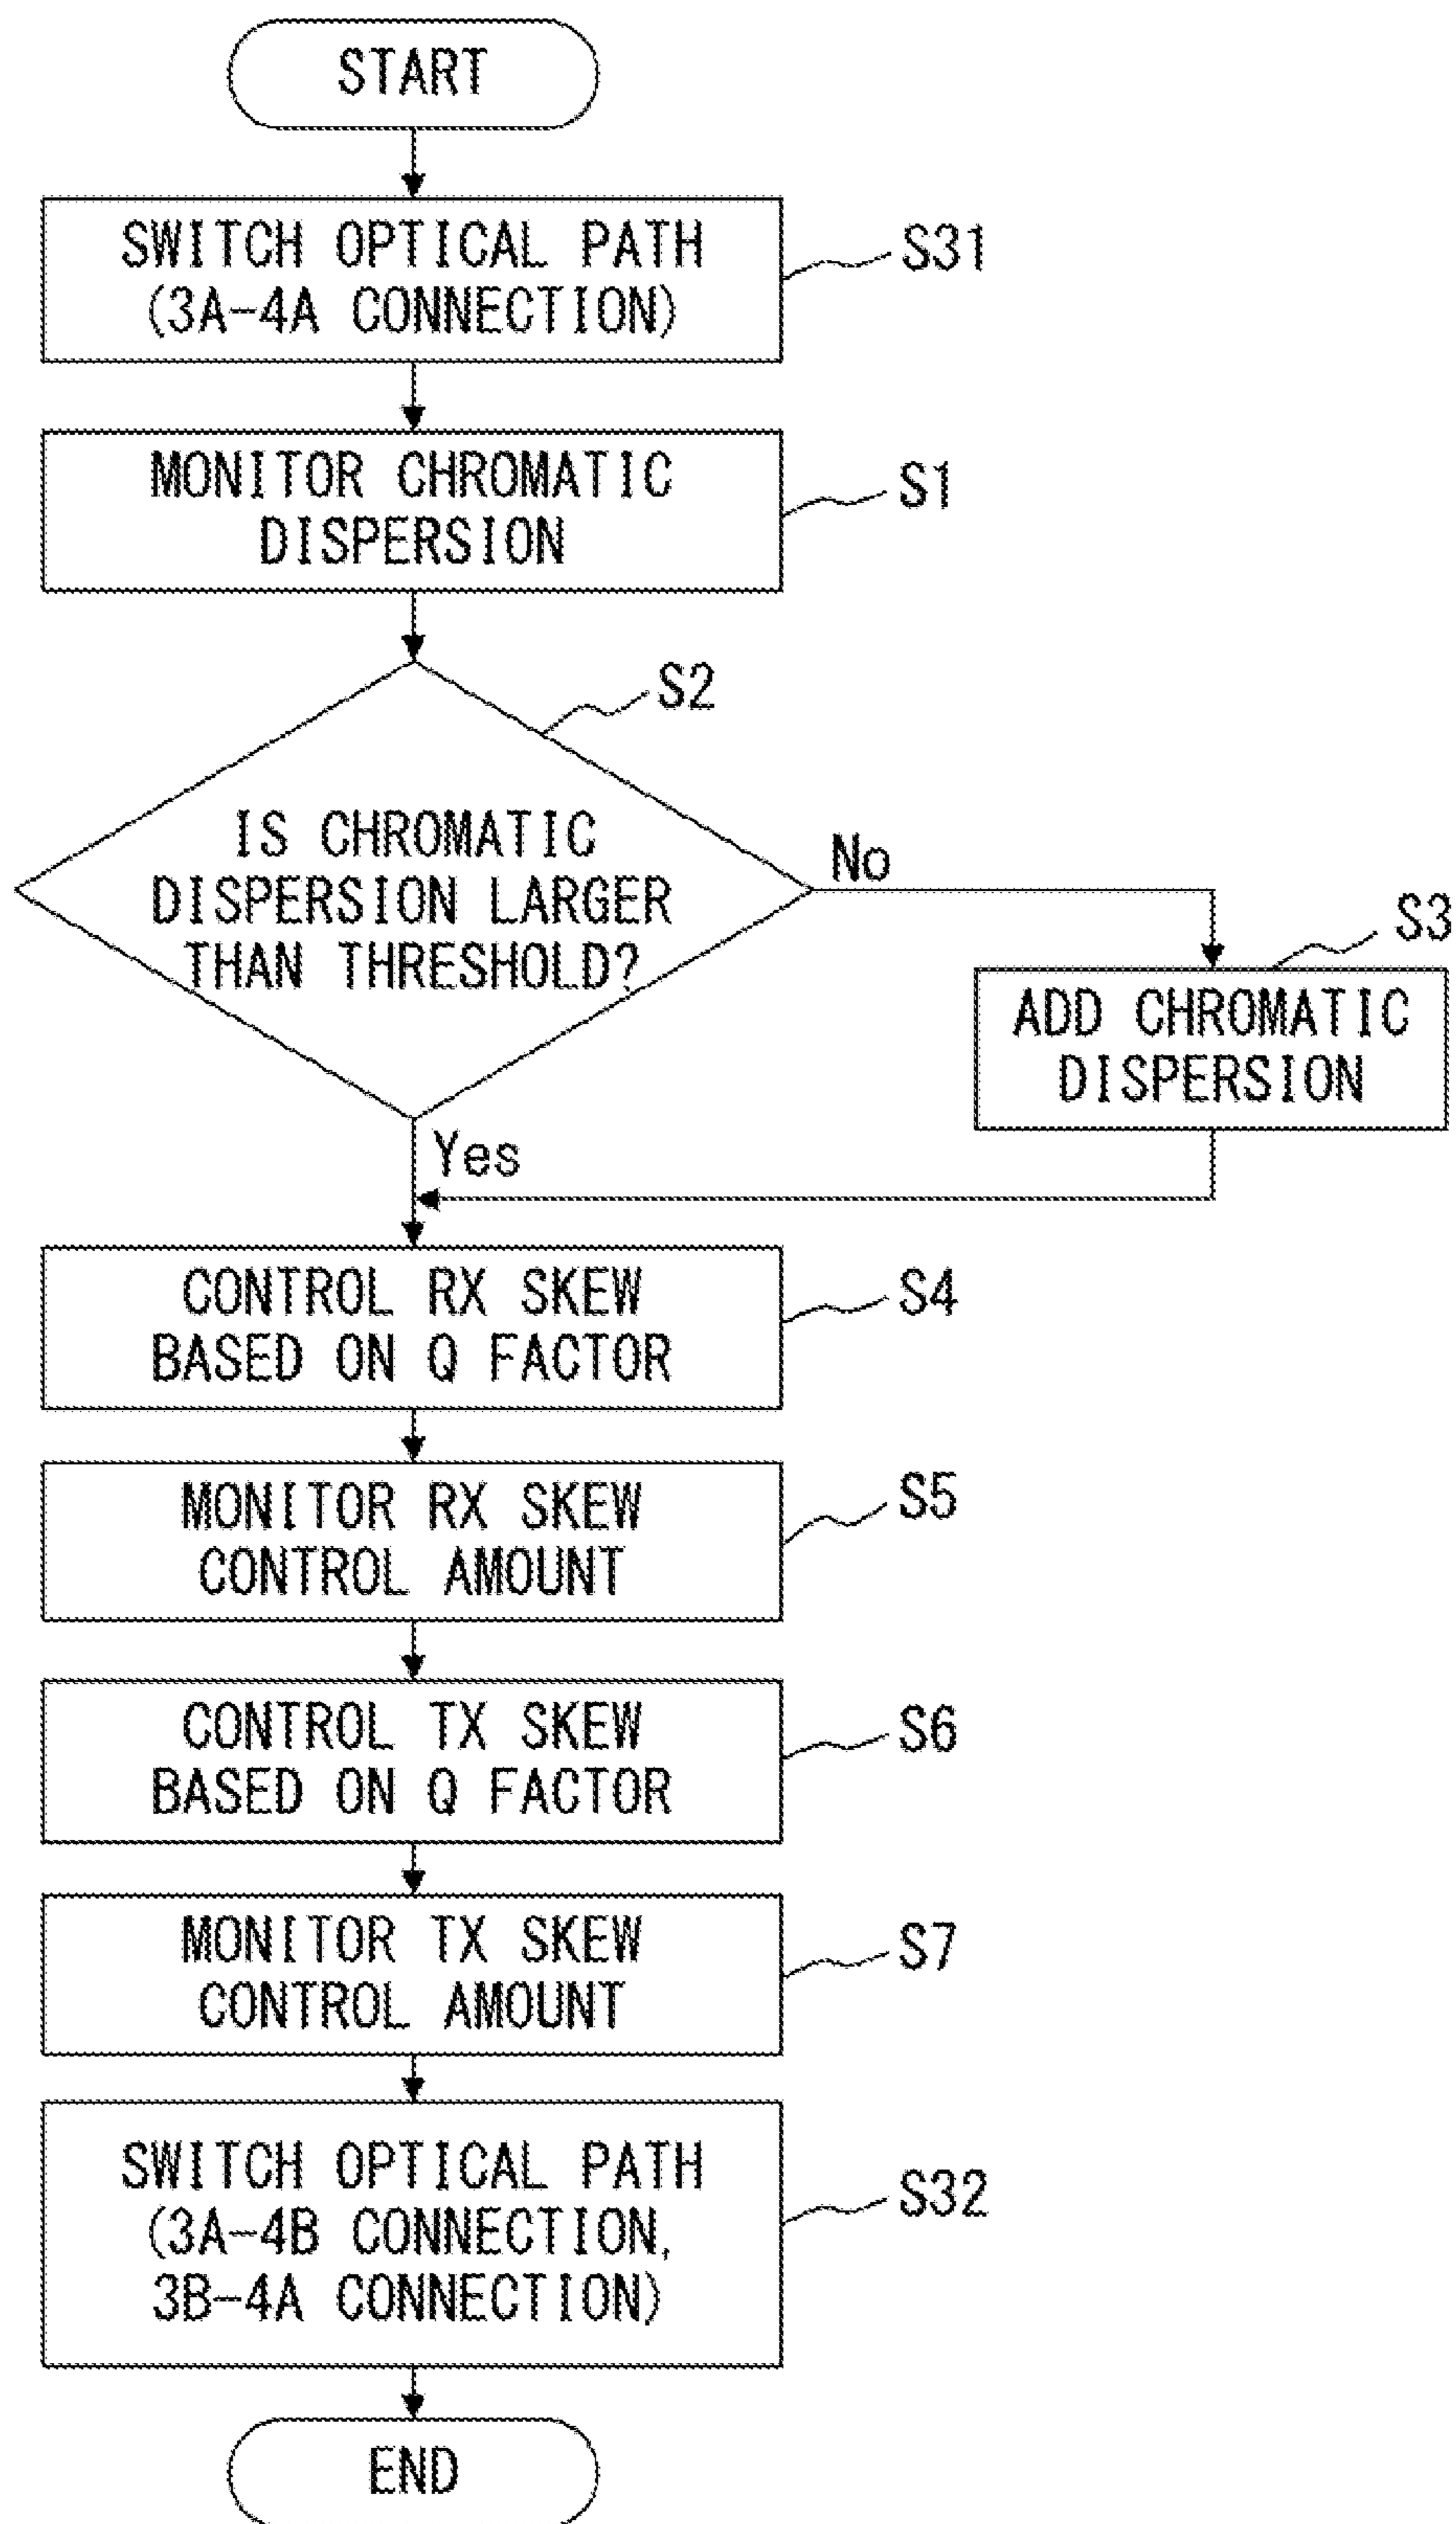 START
SWITCH OPTICAL PATH
(3A-4A CONNECTION)
S31
MONITOR CHROMATIC
DISPERSION
S1
S2
IS CHROMATIC
DISPERSION LARGER
THAN THRESHOLD?
No
S3
ADD CHROMATIC
DISPERSION
Yes
CONTROL RX SKEW
BASED ON Q FACTOR
S4
MONITOR RX SKEW
CONTROL AMOUNT
S5
CONTROL TX SKEW
BASED ON Q FACTOR
S6
MONITOR TX SKEW
CONTROL AMOUNT
S7
SWITCH OPTICAL PATH
(3A-4B CONNECTION,
3B-4A CONNECTION)
S32
END